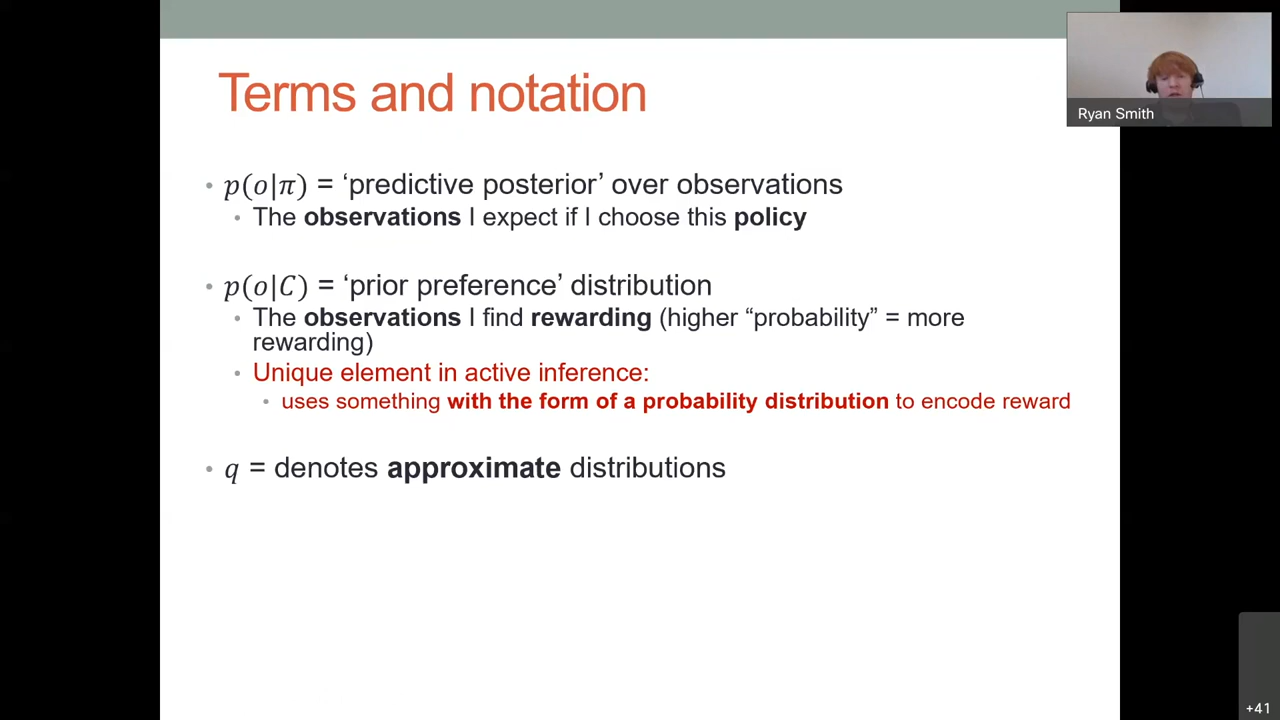 Terms and notation
Ryan Smith
• p(o|π) = ‘predictive posterior’ over observations
• The observations I expect if I choose this policy
• p(o|C) = ‘prior preference’ distribution
• The observations I find rewarding (higher “probability” = more
rewarding)
• Unique element in active inference:
• uses something with the form of a probability distribution to encode reward
• q = denotes approximate distributions
+41